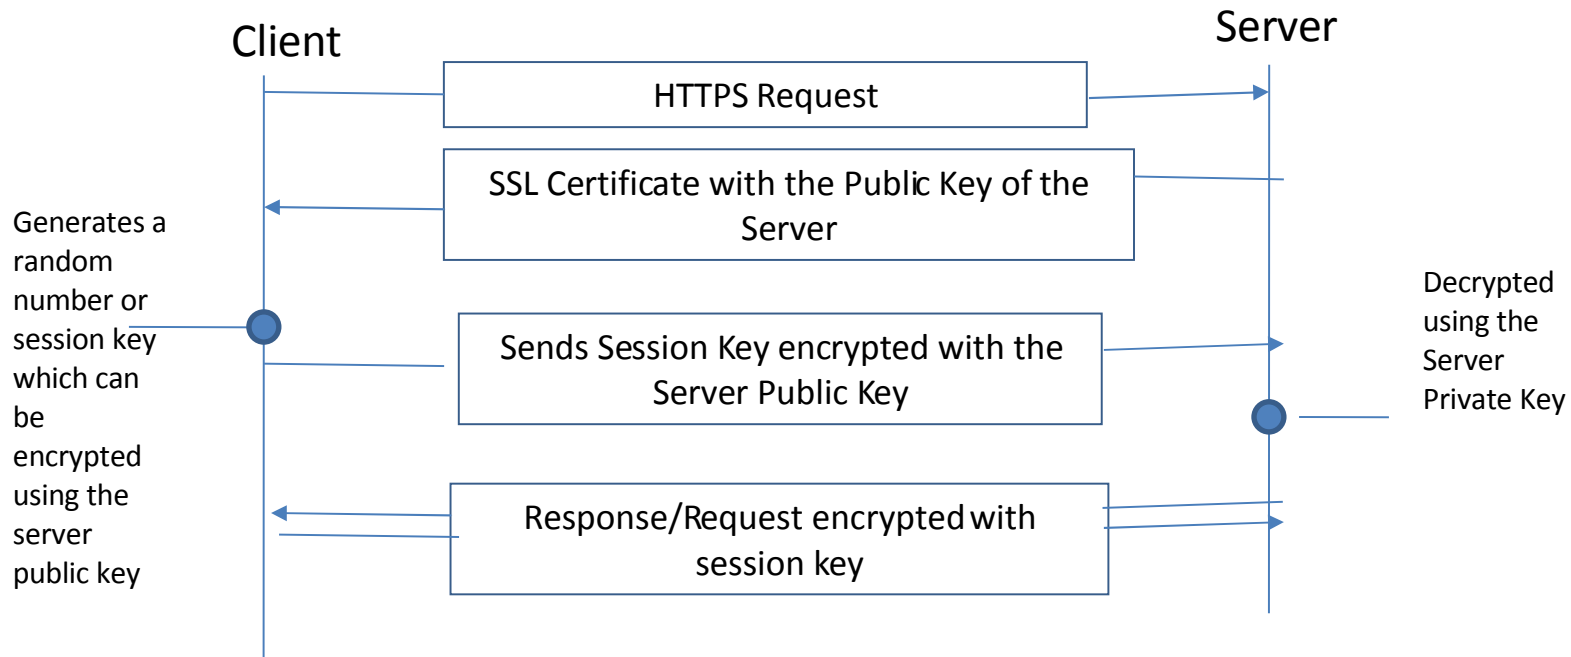 Client
Server
HTTPS Request
SSL Certificate with the Public Key of the
Server
Generates a
random
number or
session key
which can
be
encrypted
using the
server
public key
Sends Session Key encrypted with the
Server Public Key
Decrypted
using the
Server
Private Key
Response/Request encrypted with
session key